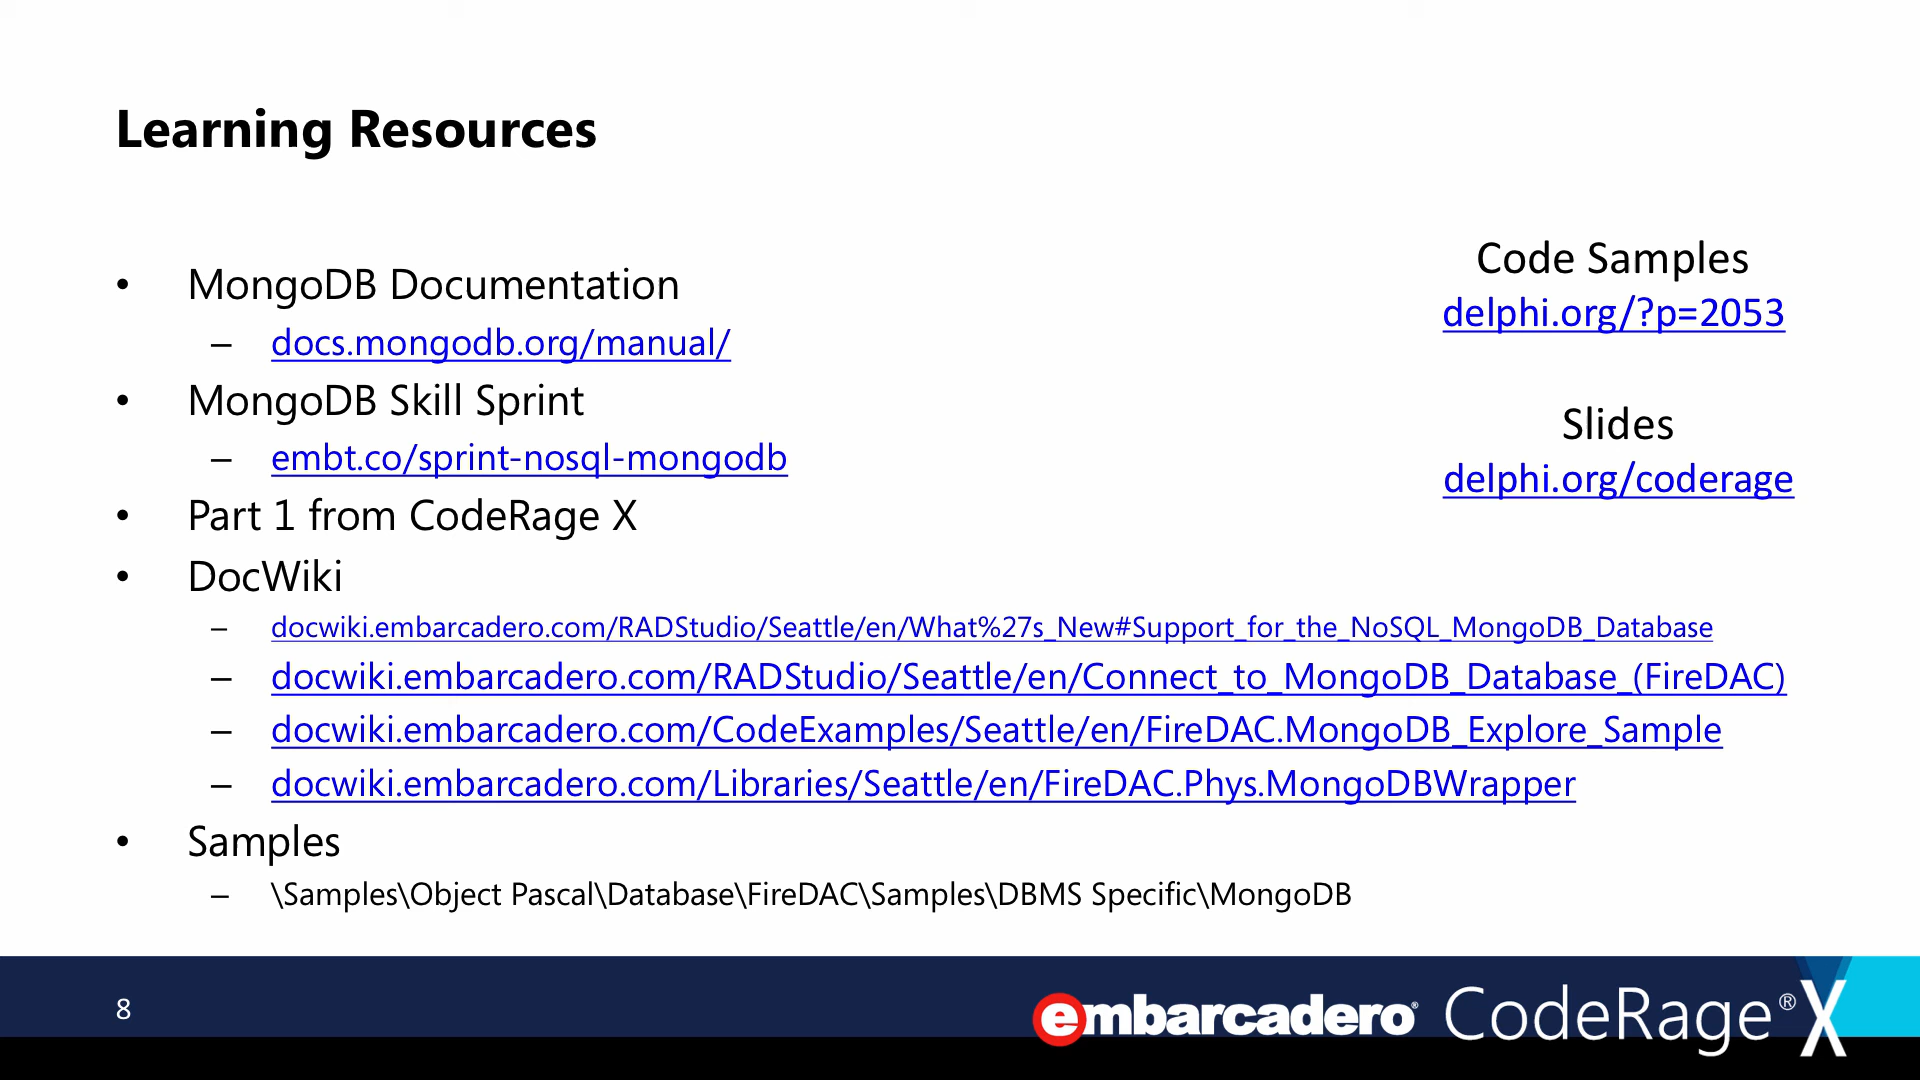 Learning Resources
• MongoDB Documentation
– docs.mongodb.org/manual/
• MongoDB Skill Sprint
– embt.co/sprint-nosql-mongodb
• Part 1 from CodeRage X
• DocWiki
– docwiki.embarcadero.com/RADStudio/Seattle/en/What%27s_New#Support_for_the_NoSQL_MongoDB_Database
– docwiki.embarcadero.com/RADStudio/Seattle/en/Connect_to_MongoDB_Database_(FireDAC)
– docwiki.embarcadero.com/CodeExamples/Seattle/en/FireDAC.MongoDB_Explore_Sample
– docwiki.embarcadero.com/Libraries/Seattle/en/FireDAC.Phys.MongoDBWrapper
• Samples
– \Samples\Object Pascal\Database\FireDAC\Samples\DBMS Specific\MongoDB
Code Samples
delphi.org/?p=2053
Slides
delphi.org/coderage
8
embarcadero® CodeRage® X